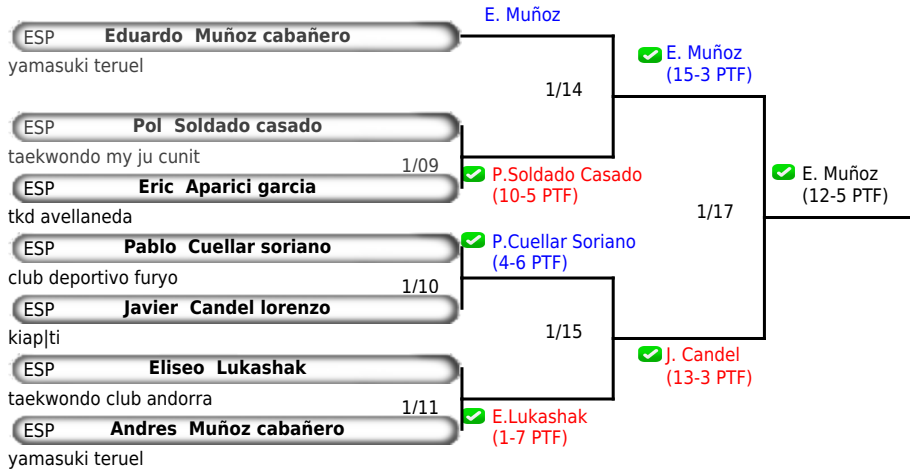 E. Muñoz
ESP Eduardo Muñoz cabañero
yamasuki teruel
E. Muñoz
(15-3 PTF)
1/14
ESP Pol Soldado casado
taekwondo my ju cunit
1/09
ESP Eric Aparici garcia
tkd avellaneda
P.Soldado Casado
(10-5 PTF)
E. Muñoz
(12-5 PTF)
1/17
ESP Pablo Cuellar soriano
club deportivo furyo
1/10
P.Cuellar Soriano
(4-6 PTF)
ESP Javier Candel lorenzo
kiap|ti
1/15
J. Candel
(13-3 PTF)
ESP Eliseo Lukashak
taekwondo club andorra
1/11
ESP Andres Muñoz cabañero
yamasuki teruel
E.Lukashak
(1-7 PTF)